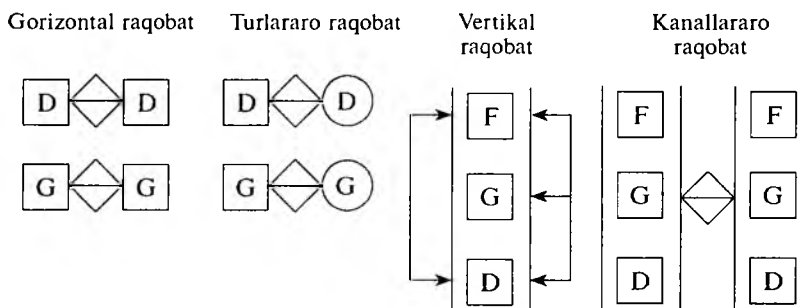 Gorizontal raqobat
Turlararo raqobat
Vertikal
raqobat
Kanallararo
raqobat
D D
G G
D D
G G
F
G
D
F F
G G
D D